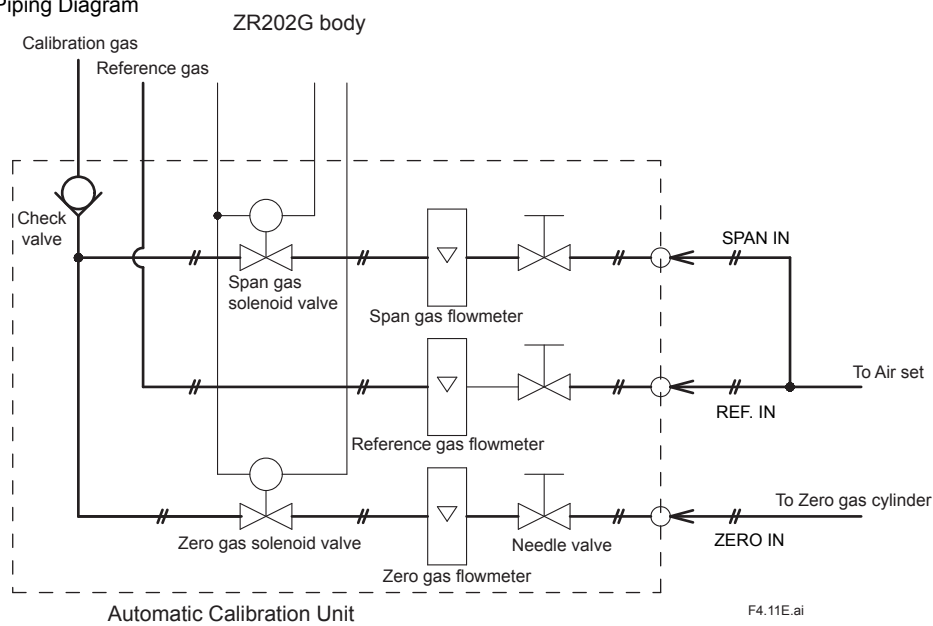 Piping Diagram
ZR202G body
Calibration gas
Reference gas
Check
valve
SPAN IN
Span gas
solenoid valve
Span gas flowmeter
To Air set
REF. IN
Reference gas flowmeter
To Zero gas cylinder
Zero gas solenoid valve
Needle valve
ZERO IN
Zero gas flowmeter
Automatic Calibration Unit
F4.11E.ai